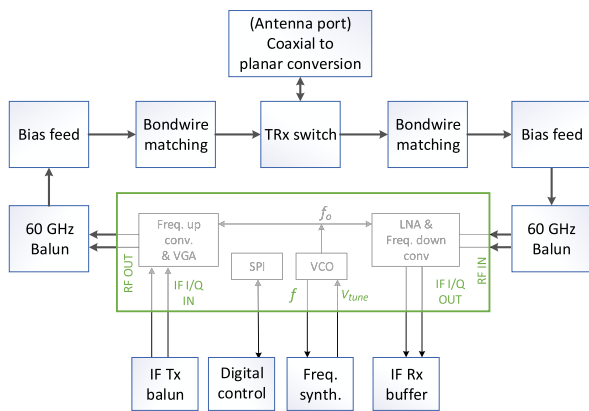 (Antenna port)
Coaxial to
planar conversion
Bias feed
Bondwire
matching
TRx switch
Bondwire
matching
Bias feed
60 GHz
Balun
RF OUT
Freq. up
conv.
& VGA
IF I/Q
IN
SPI
fo
VCO
f
Vtune
LNA &
Freq. down
conv
IF I/Q
OUT
RF IN
60 GHz
Balun
IF Tx
balun
Digital
control
Freq.
synth.
IF Rx
buffer